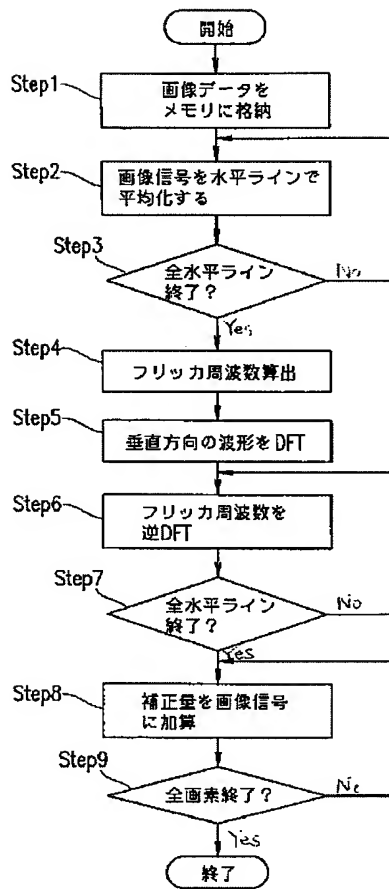 開始
Step1
画像データを
メモリに格納
Step2
画像信号を水平ラインで
平均化する
Step3
全水平ライン
終了?
No
Yes
Step4
フリッカ周波数算出
Step5
垂直方向の波形をDFT
Step6
フリッカ周波数を
逆DFT
Step7
全水平ライン
終了?
No
Yes
Step8
補正量を画像信号
に加算
Step9
全画素終了?
No
Yes
終了